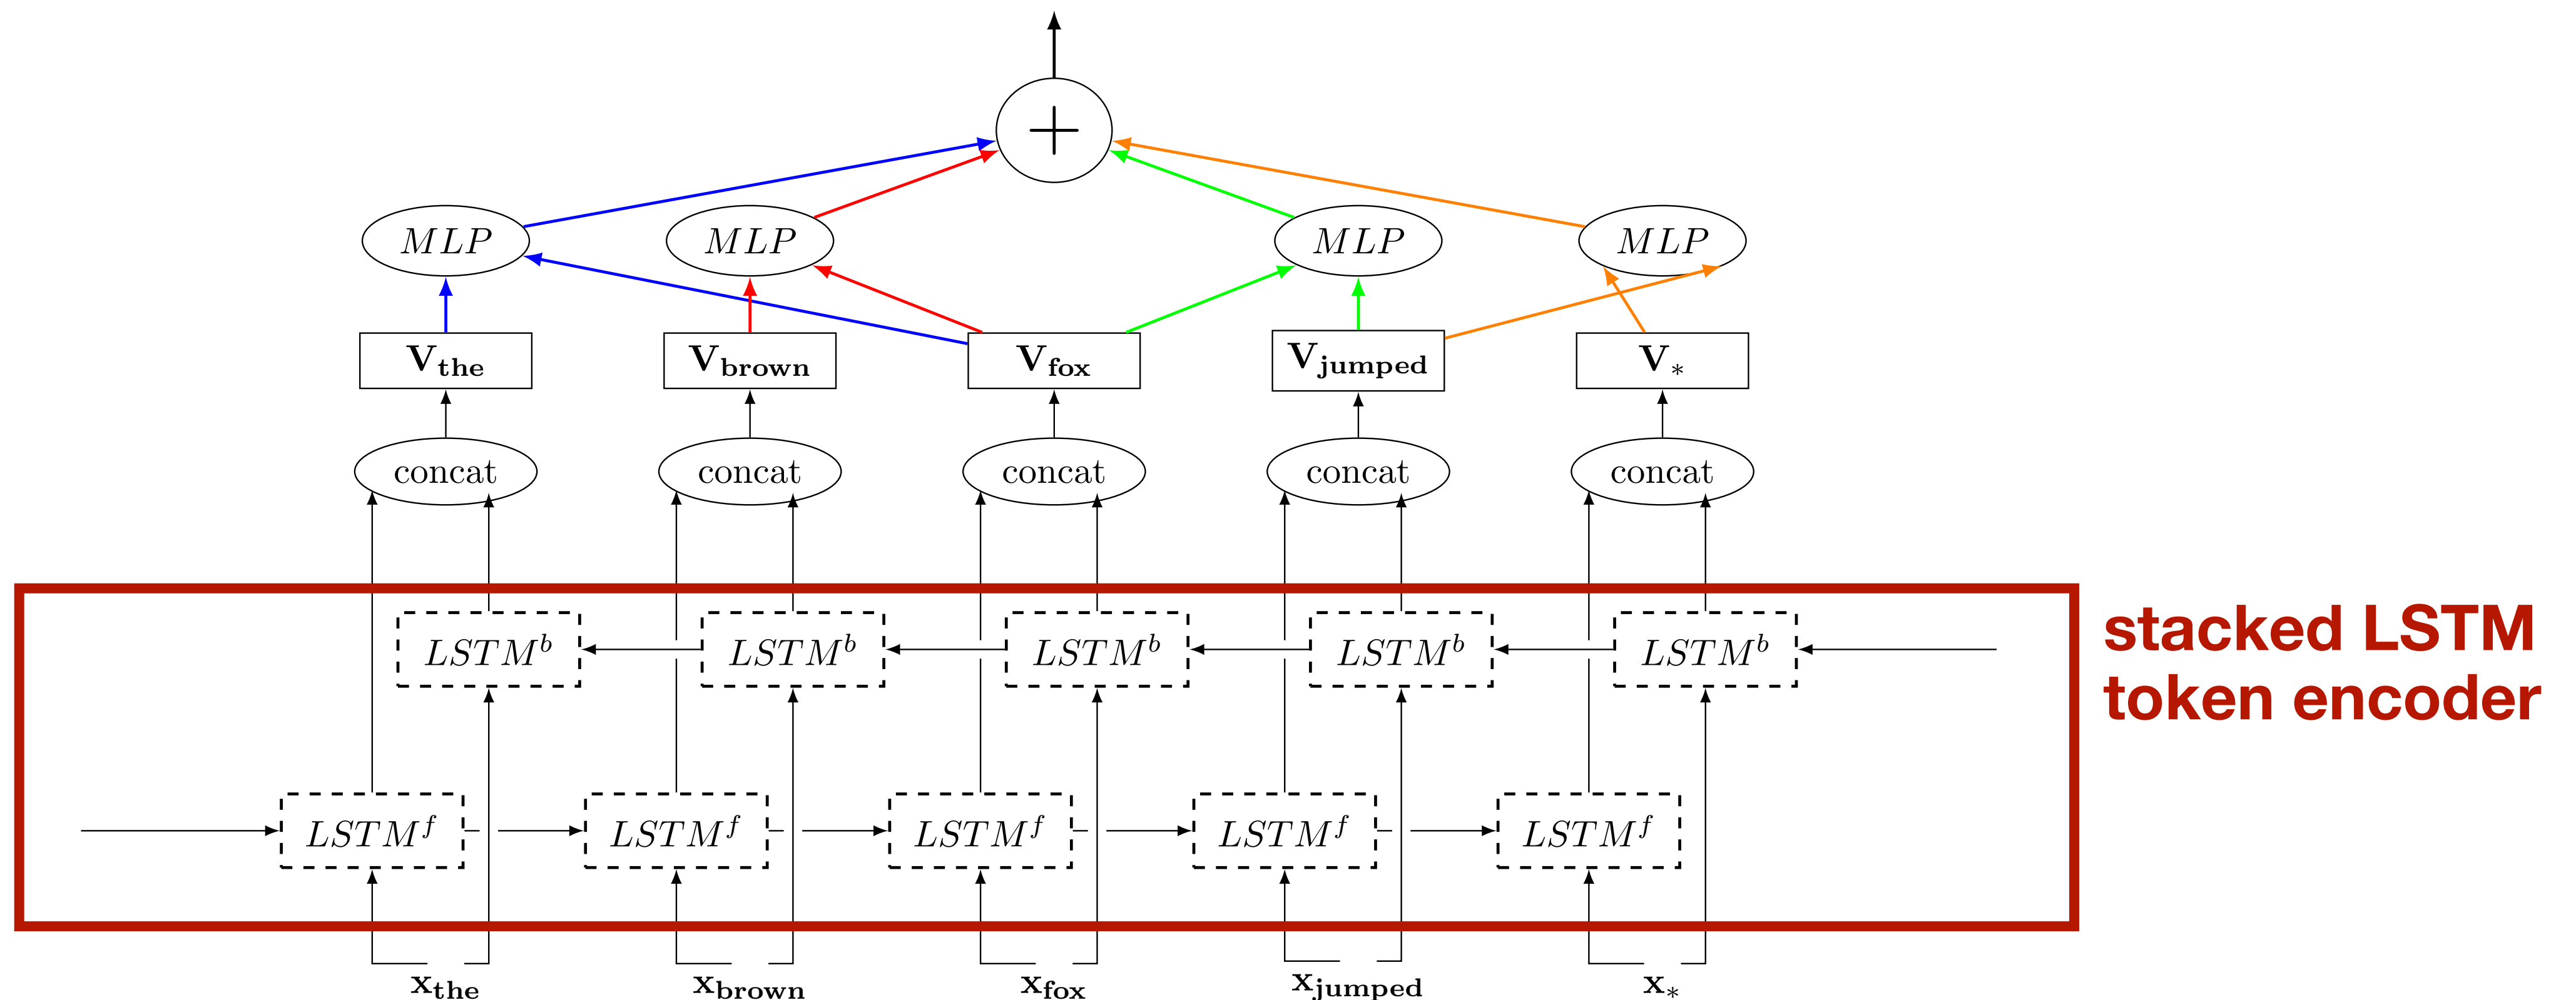 +
MLP MLP MLP MLP
V_the V_brown V_fox V_jumped V_*
concat concat concat concat concat
LSTM^b LSTM^b LSTM^b LSTM^b LSTM^b
stacked LSTM
token encoder
LSTM^f LSTM^f LSTM^f LSTM^f LSTM^f
x_the x_brown x_fox x_jumped x_*